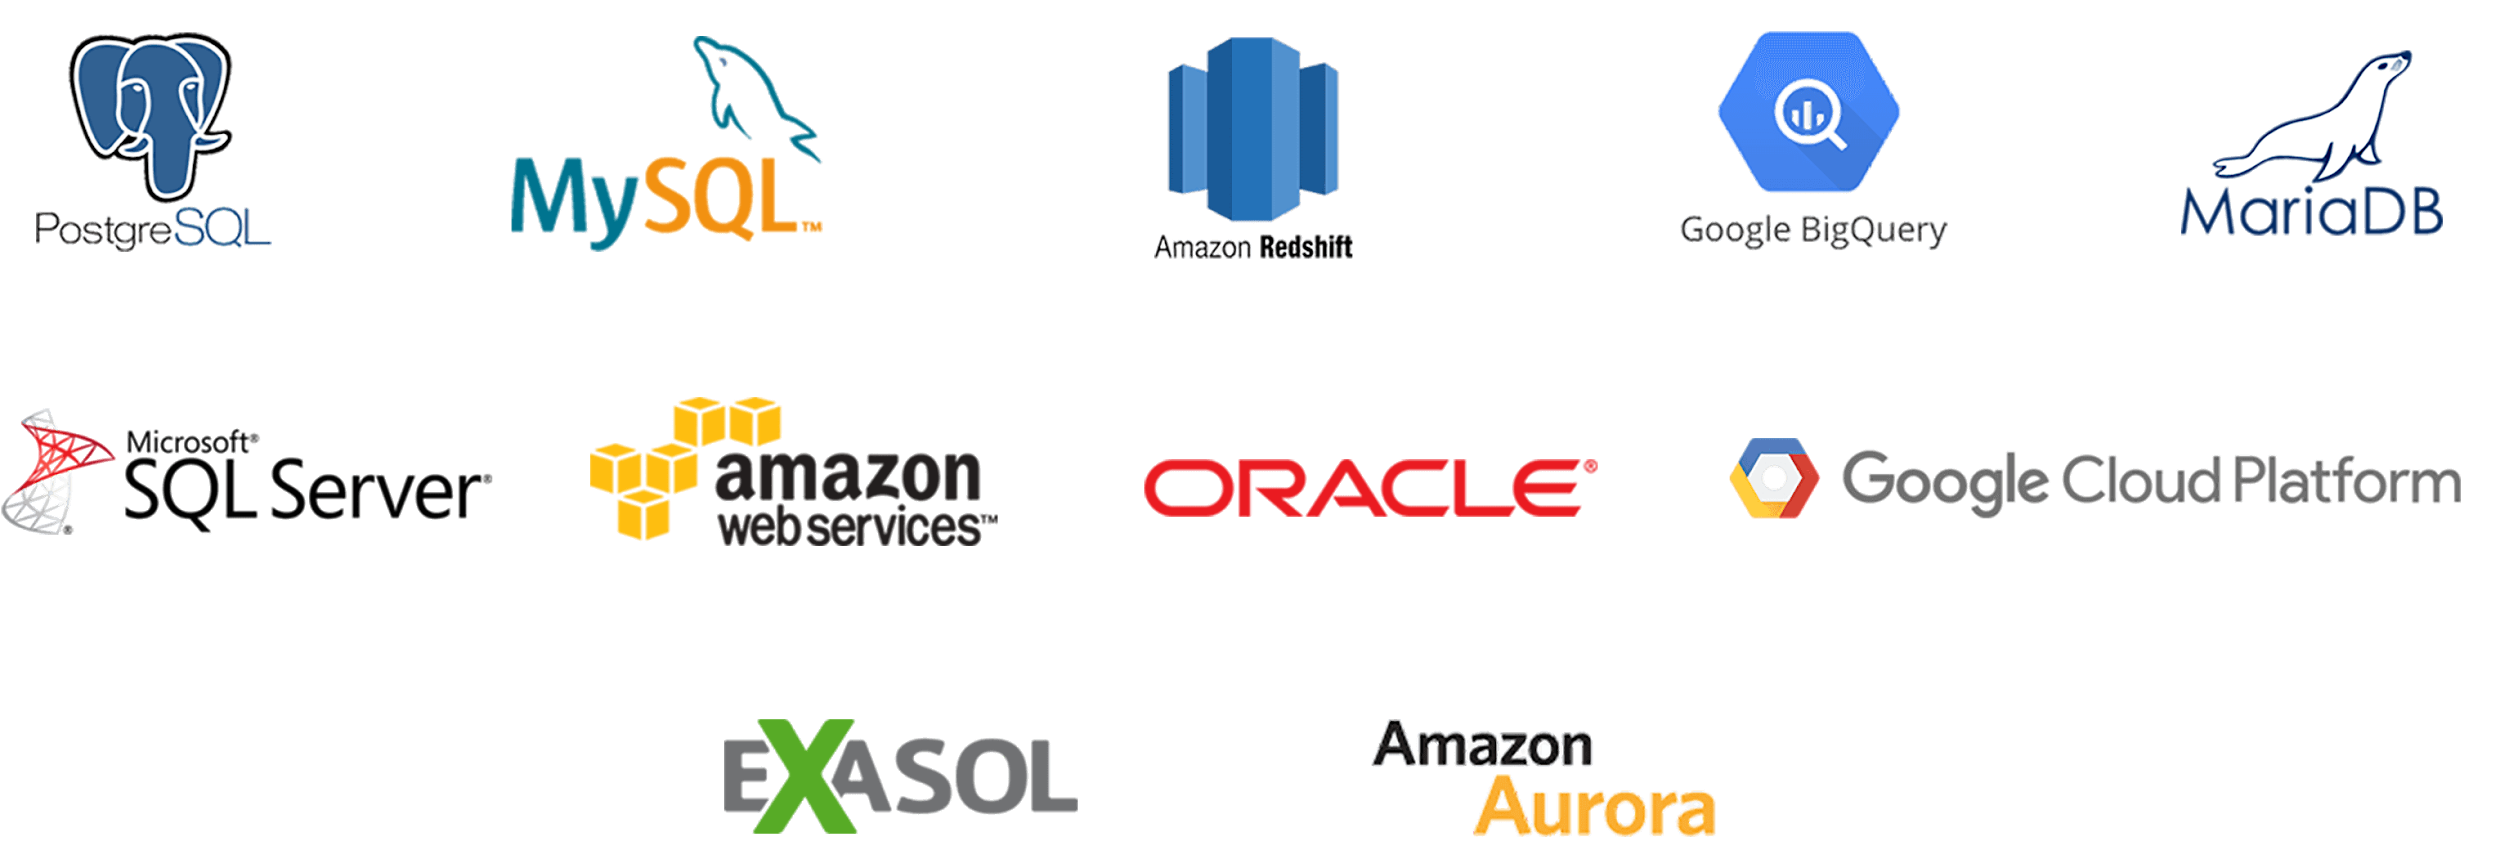 PostgreSQL
MySQL™
Amazon Redshift
Google BigQuery
MariaDB
Microsoft®
SQL Server®
®
amazon
web services™
ORACLE®
Google Cloud Platform
EXASOL
Amazon
Aurora